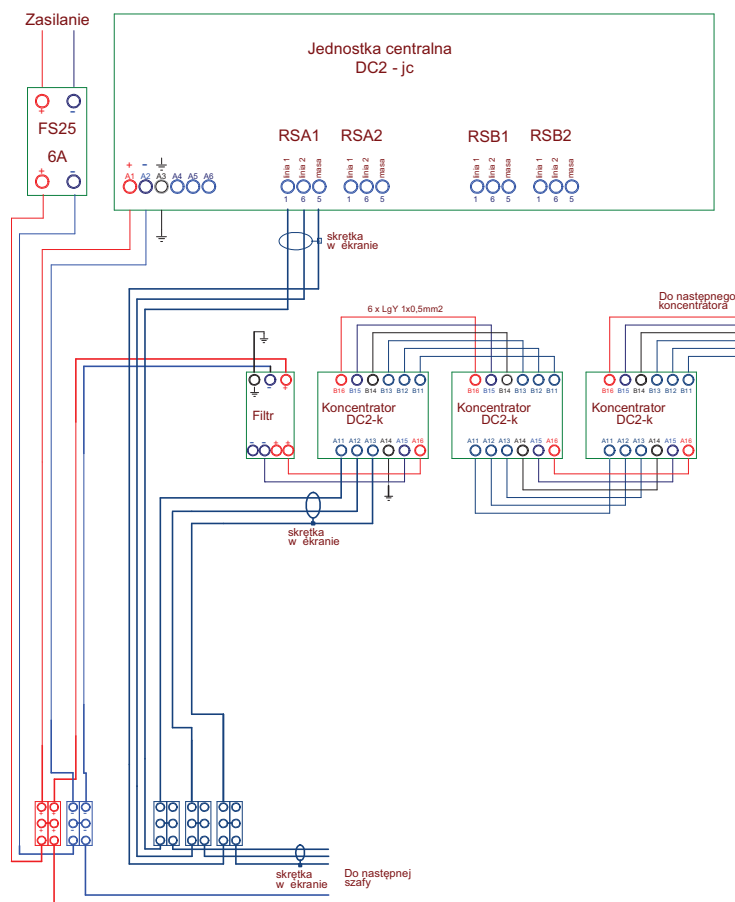 Zasilanie
+ -
FS25
6A
+ -
Jednostka centralna
DC2 - jc
RSA1 RSA2 RSB1 RSB2
linia 1 linia 2 masa linia 1 linia 2 masa linia 1 linia 2 masa linia 1 linia 2 masa
+ -
A1 A2 A3 A4 A5 A6
1 6 5 1 6 5 1 6 5 1 6 5
skrętka
w ekranie
6 x LgY 1x0,5mm2
Do następnego
koncentratora
- +
B16 B15 B14 B13 B12 B11 B16 B15 B14 B13 B12 B11 B16 B15 B14 B13 B12 B11
Filtr
Koncentrator
DC2-k
Koncentrator
DC2-k
Koncentrator
DC2-k
- - + +
A11 A12 A13 A14 A15 A16 A11 A12 A13 A14 A15 A16 A11 A12 A13 A14 A15 A16
skrętka
w ekranie
+ + - -
+ + - -
skrętka
w ekranie
Do następnej
szafy